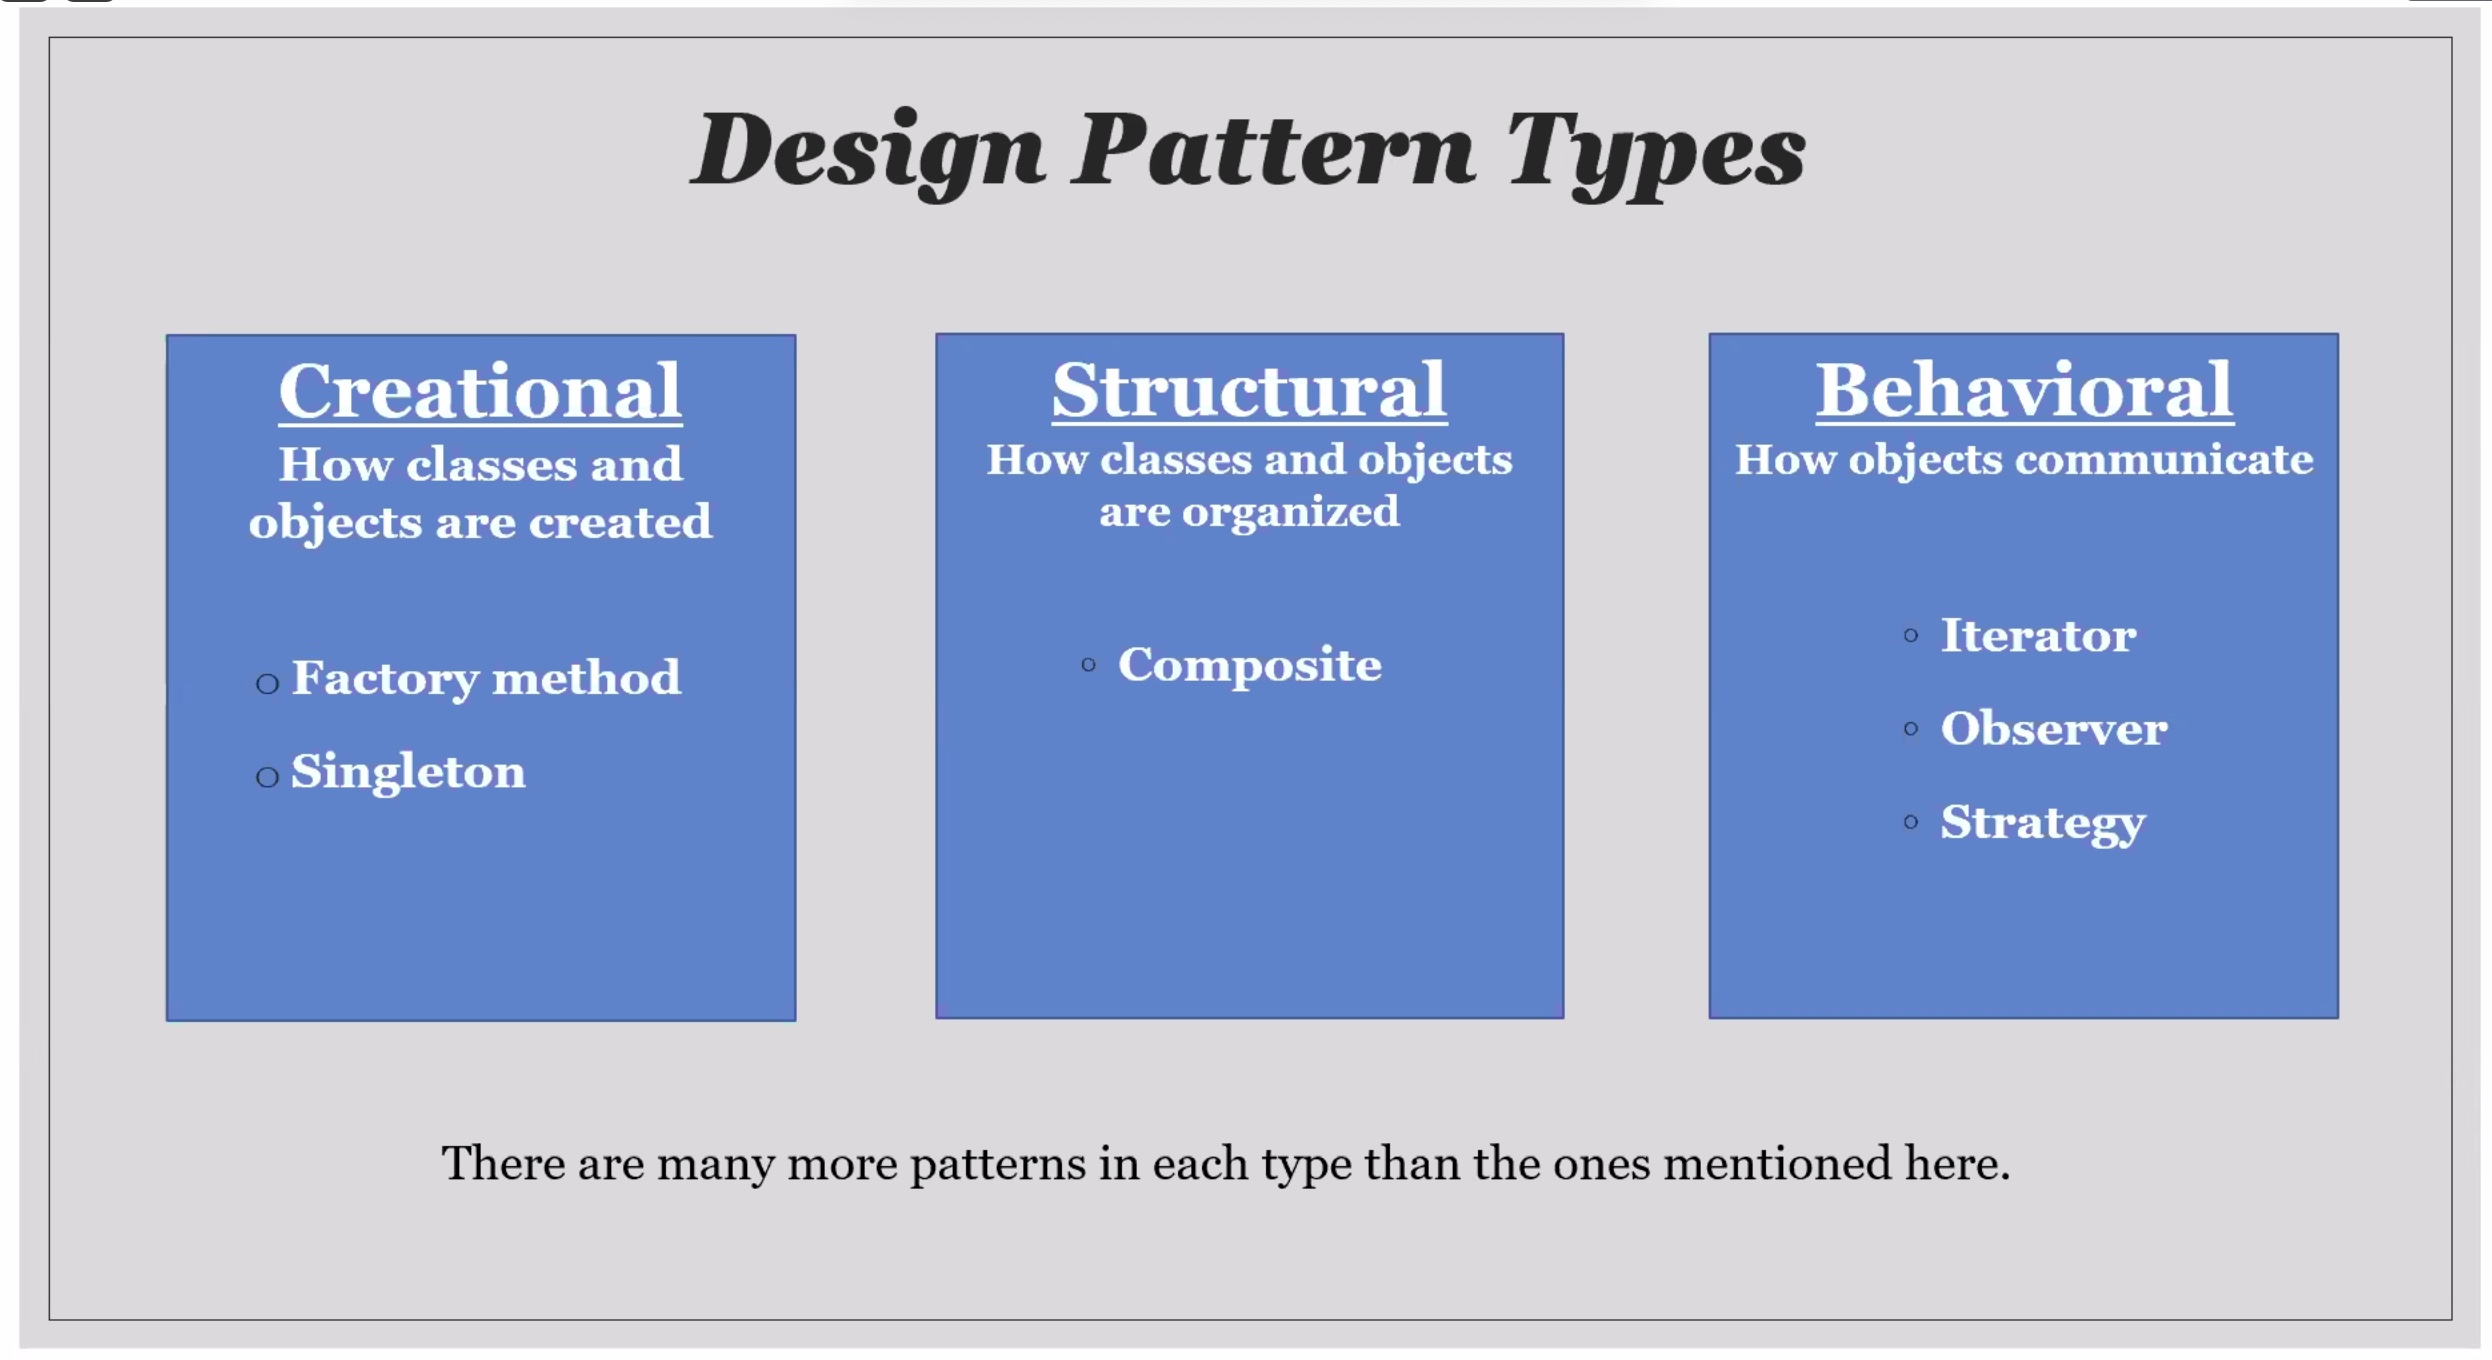 Design Pattern Types
Creational
How classes and
objects are created
Factory method
Singleton
Structural
How classes and objects
are organized
Composite
Behavioral
How objects communicate
Iterator
Observer
Strategy
There are many more patterns in each type than the ones mentioned here.